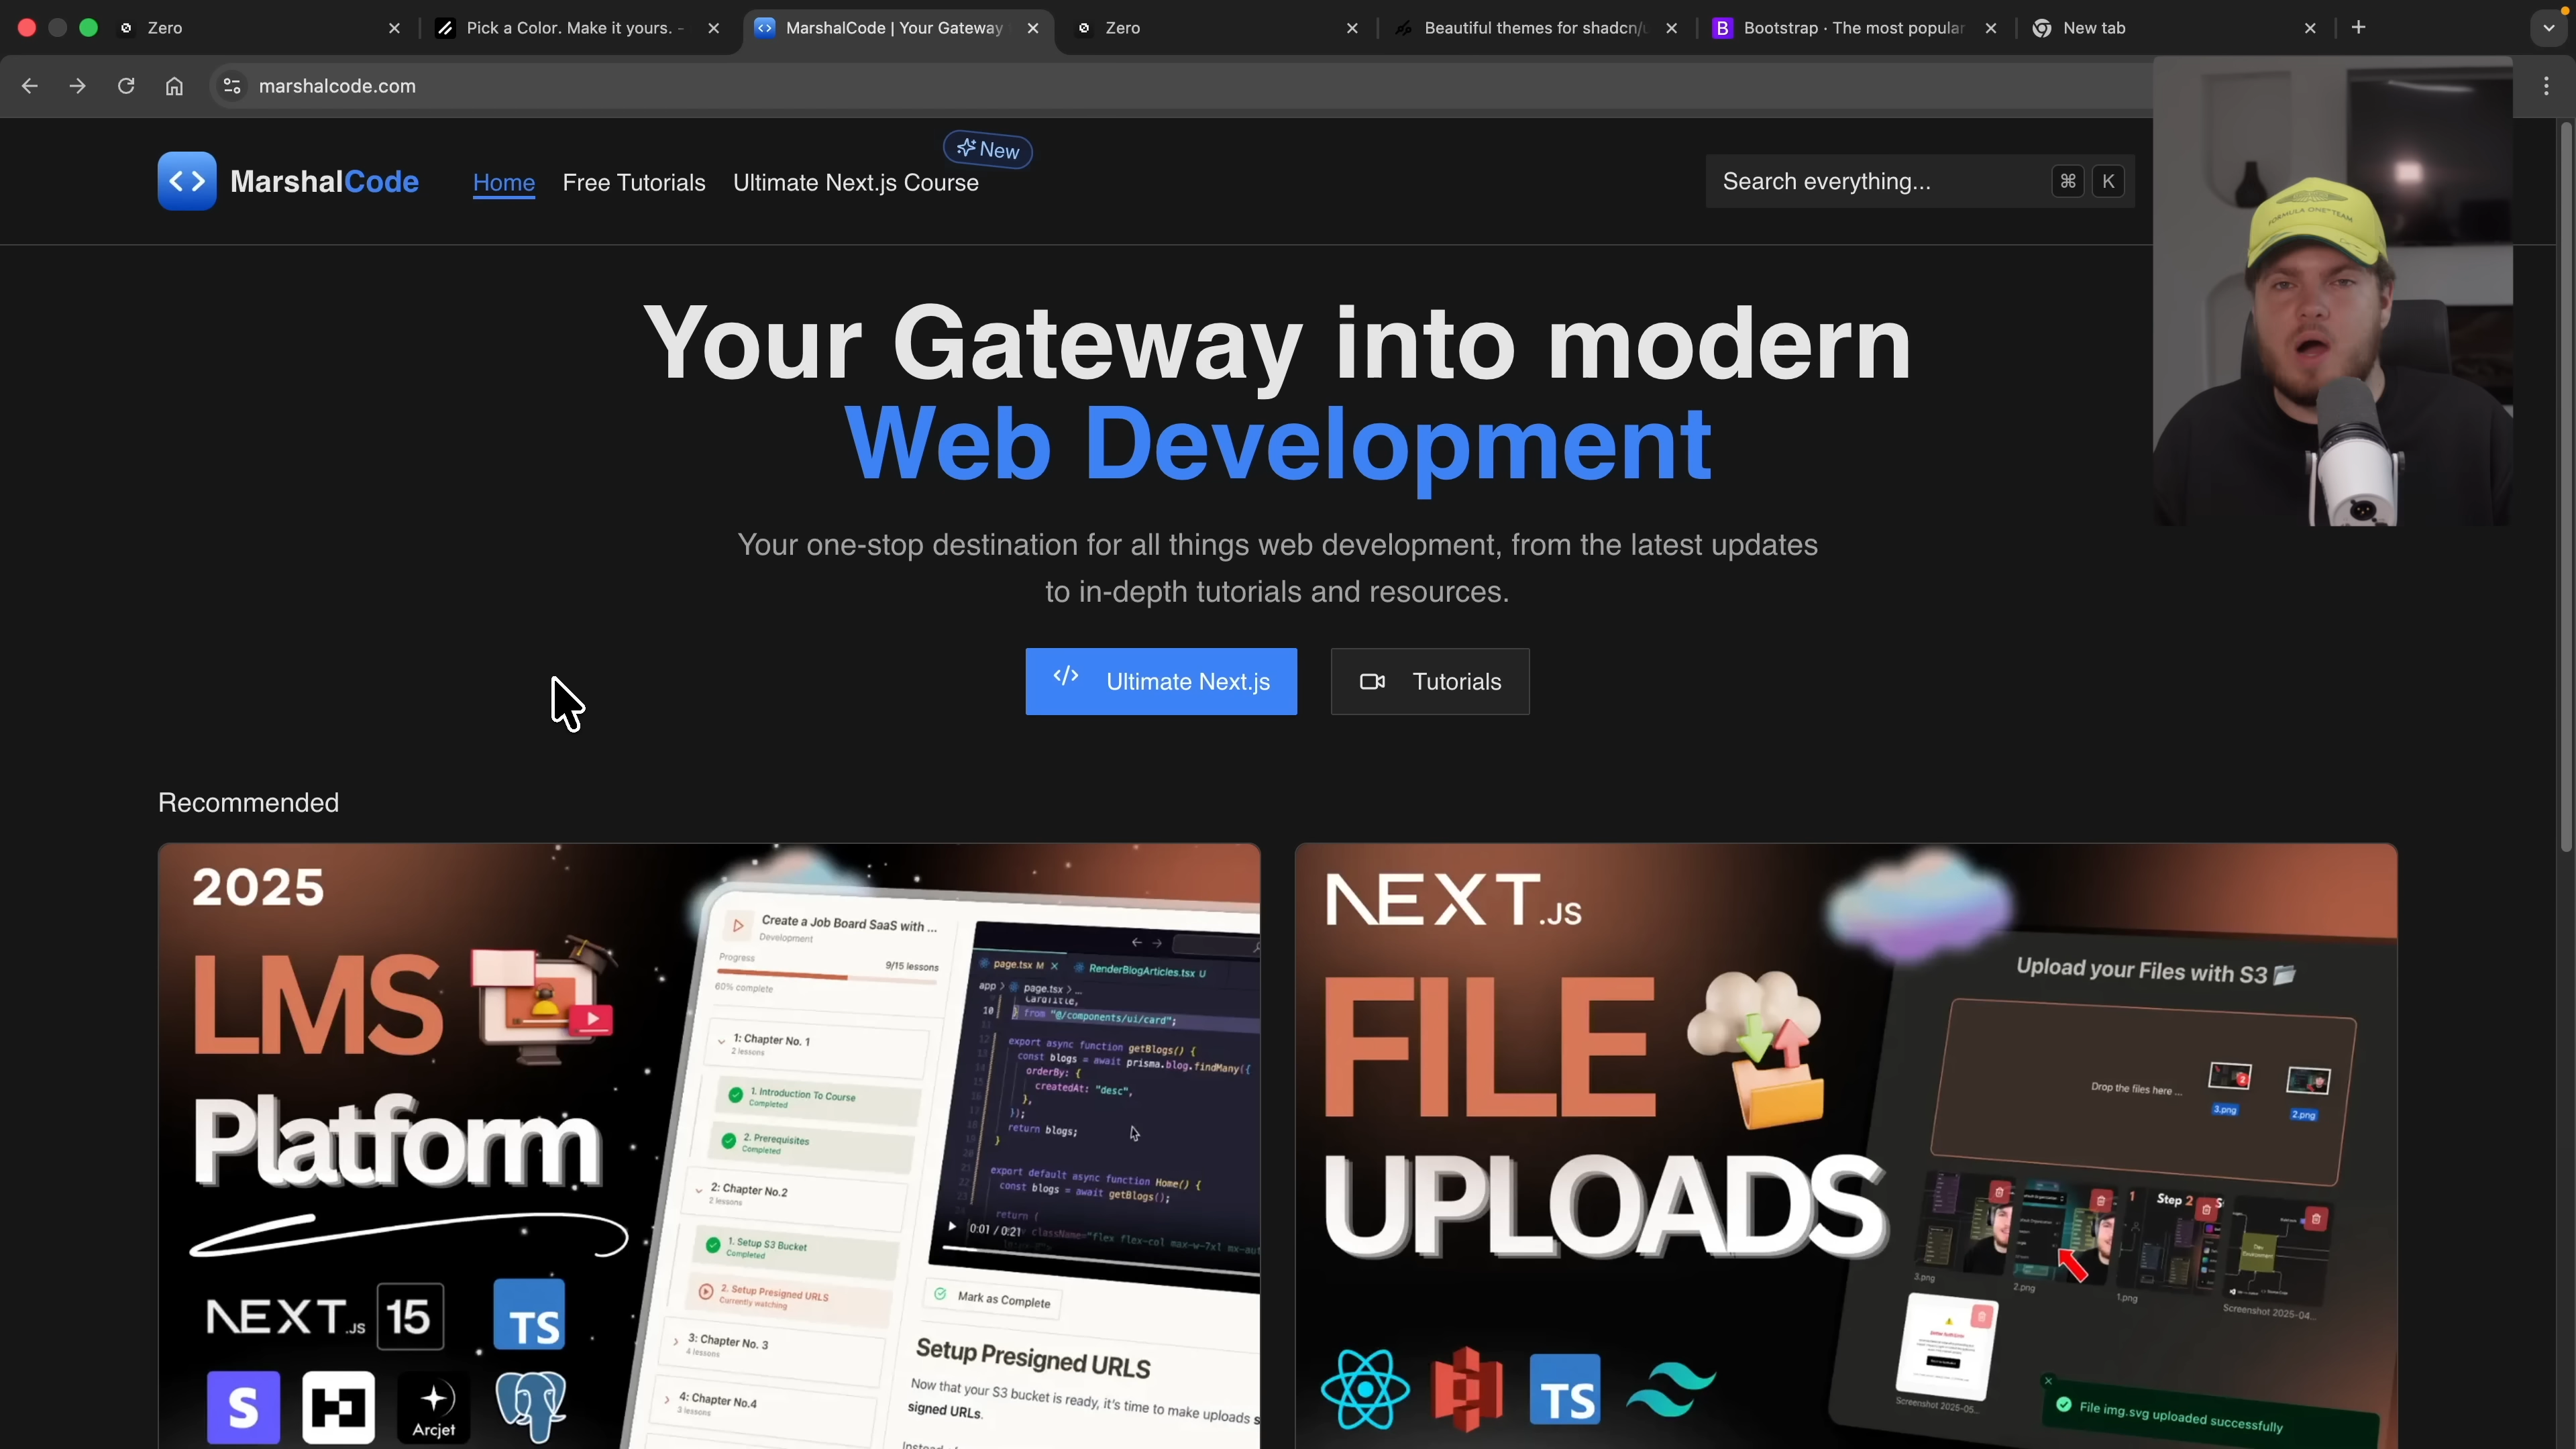 Zero
Pick a Color. Make it yours. -
MarshalCode | Your Gateway
Zero
Beautiful themes for shadcn/u
Bootstrap · The most popular
New tab
marshalcode.com
MarshalCode
Home
Free Tutorials
Ultimate Next.js Course
New
Search everything...
⌘ K
FORMULA ONE TEAM
Your Gateway into modern
Web Development
Your one-stop destination for all things web development, from the latest updates
to in-depth tutorials and resources.
</> Ultimate Next.js
Tutorials
Recommended
2025
LMS
Platform
NEXT.JS 15
TS
Arcjet
Create a Job Board SaaS with ...
Development
Progress
9/15 lessons
60% complete
1: Chapter No. 1
2 lessons
1. Introduction To Course
Completed
2. Prerequisites
Completed
2: Chapter No.2
2 lessons
1. Setup S3 Bucket
Completed
2. Setup Presigned URLS
Currently watching
3: Chapter No. 3
4 lessons
4: Chapter No.4
3 lessons
page.tsx M
RenderBlogArticles.tsx U
app > page.tsx > ...
CardTitle,
10 } from "@/components/ui/card";
export async function getBlogs() {
const blogs = await prisma.blog.findMany({
orderBy: {
createdAt: "desc",
},
});
return blogs;
}
export default async function Home() {
const blogs = await getBlogs();
return (
0:01 / 0:21
className="flex flex-col max-w-7xl mx-au
Mark as Complete
Setup Presigned URLS
Now that your S3 bucket is ready, it's time to make uploads s
signed URLs.
NEXT.JS
FILE
UPLOADS
TS
Upload your Files with S3
Drop the files here ...
3.png
2.png
Step 2
3.png
2.png
1.png
Screenshot 2025-04...
Screenshot 2025-05...
File img.svg uploaded successfully